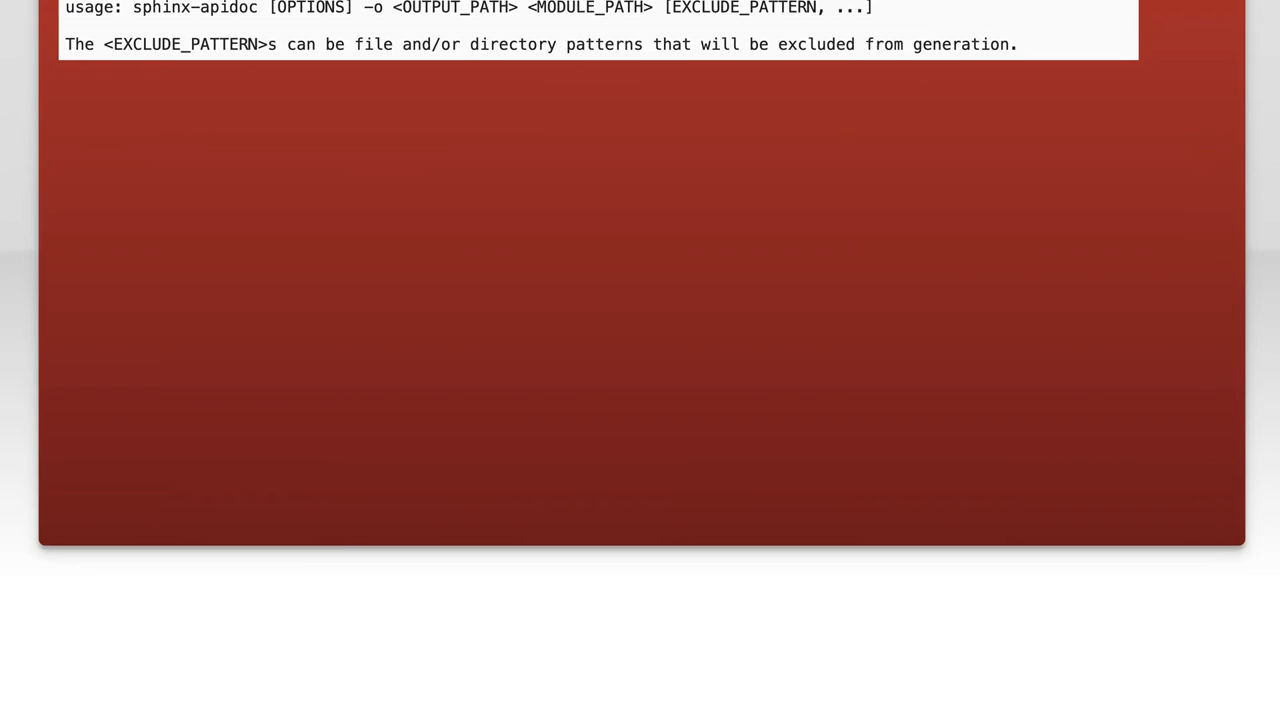 usage: sphinx-apidoc [OPTIONS] -o <OUTPUT_PATH> <MODULE_PATH> [EXCLUDE_PATTERN, ...]
The <EXCLUDE_PATTERN>s can be file and/or directory patterns that will be excluded from generation.